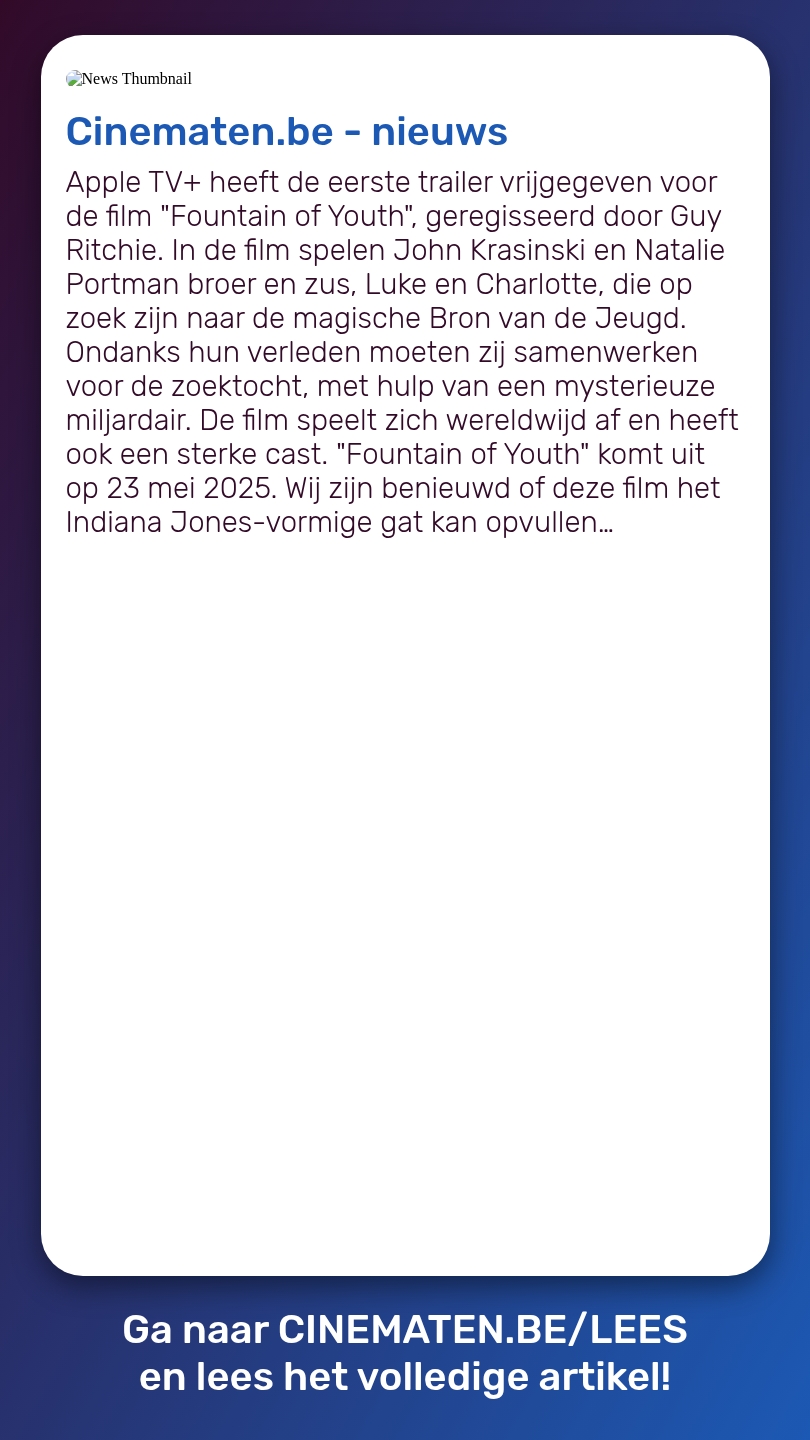 News Thumbnail
Cinematen.be - nieuws
Apple TV+ heeft de eerste trailer vrijgegeven voor
de film "Fountain of Youth", geregisseerd door Guy
Ritchie. In de film spelen John Krasinski en Natalie
Portman broer en zus, Luke en Charlotte, die op
zoek zijn naar de magische Bron van de Jeugd.
Ondanks hun verleden moeten zij samenwerken
voor de zoektocht, met hulp van een mysterieuze
miljardair. De film speelt zich wereldwijd af en heeft
ook een sterke cast. "Fountain of Youth" komt uit
op 23 mei 2025. Wij zijn benieuwd of deze film het
Indiana Jones-vormige gat kan opvullen...
Ga naar CINEMATEN.BE/LEES
en lees het volledige artikel!